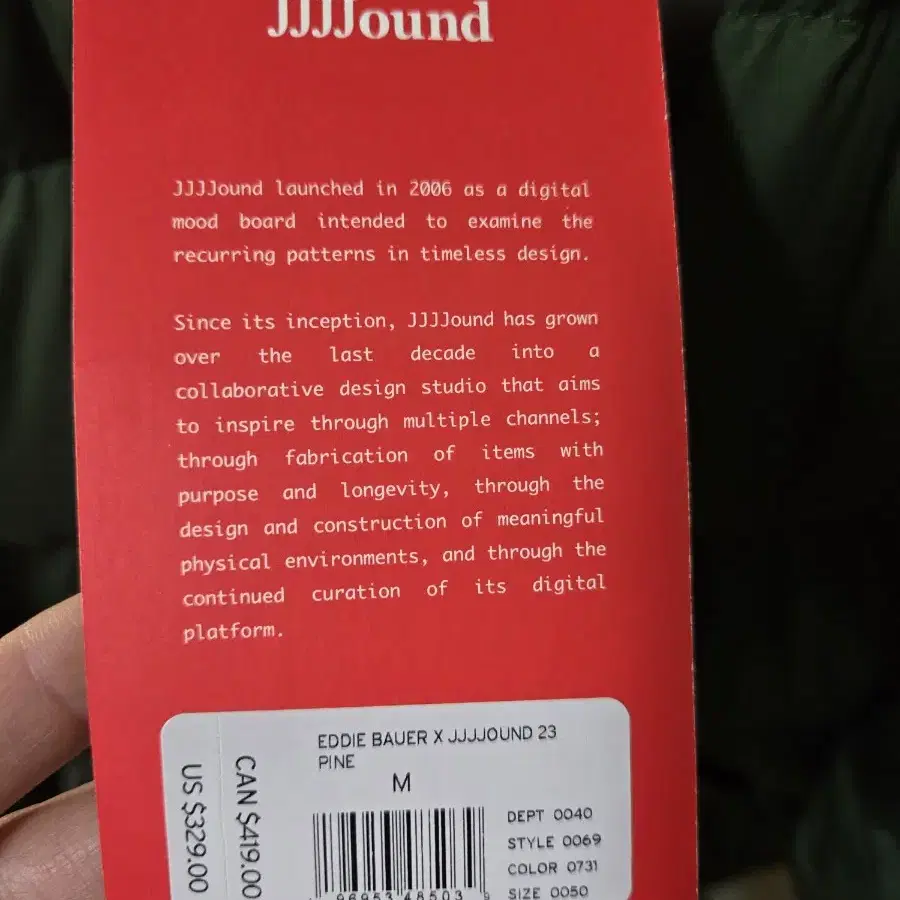 JJJJound
JJJJound launched in 2006 as a digital
mood board intended to examine the
recurring patterns in timeless design.
Since its inception, JJJJound has grown
over the last decade into a
collaborative design studio that aims
to inspire through multiple channels;
through fabrication of items with
purpose and longevity, through the
design and construction of meaningful
physical environments, and through the
continued curation of its digital
platform.
EDDIE BAUER X JJJJOUND 23
PINE
M
CAN $419.00
US $329.00
DEPT 0040
STYLE 0069
COLOR 0731
SIZE 0050
96953 48503 9